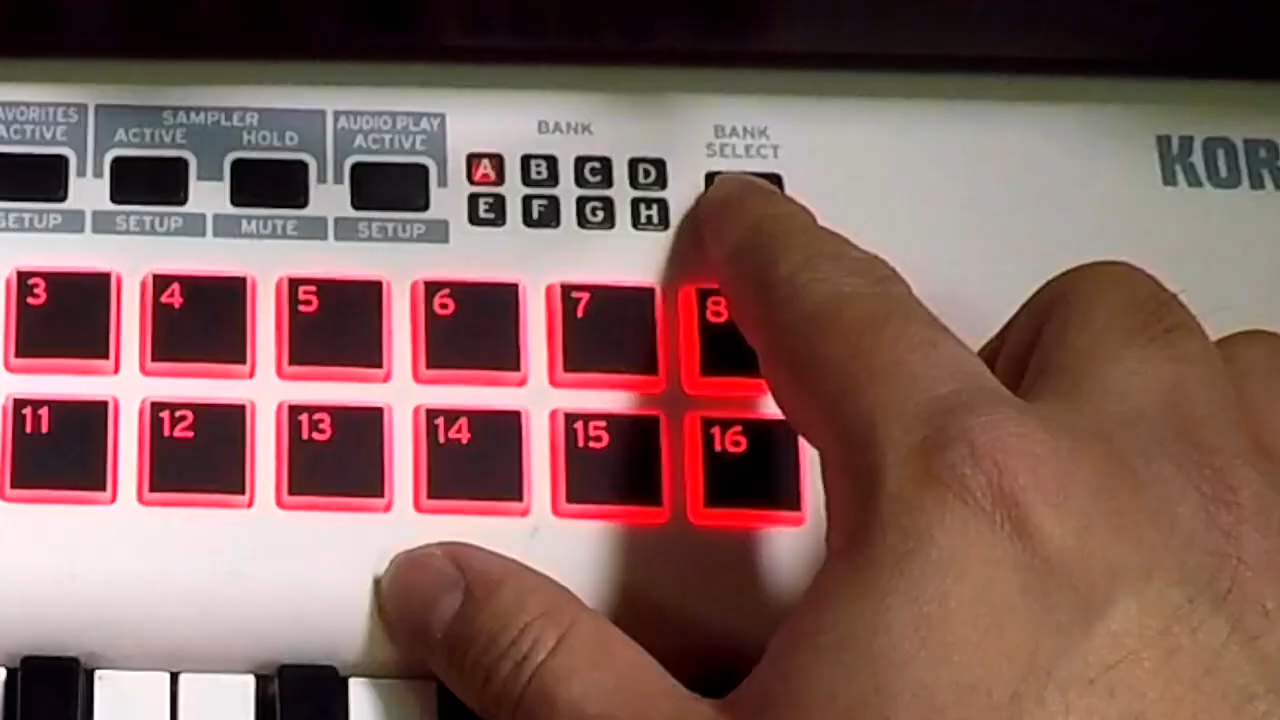 AVORITES
ACTIVE
SAMPLER
ACTIVE HOLD
AUDIO PLAY
ACTIVE
BANK
BANK
SELECT
KOR
A B C D
E F G H
SETUP SETUP MUTE SETUP
3 4 5 6 7 8
11 12 13 14 15 16